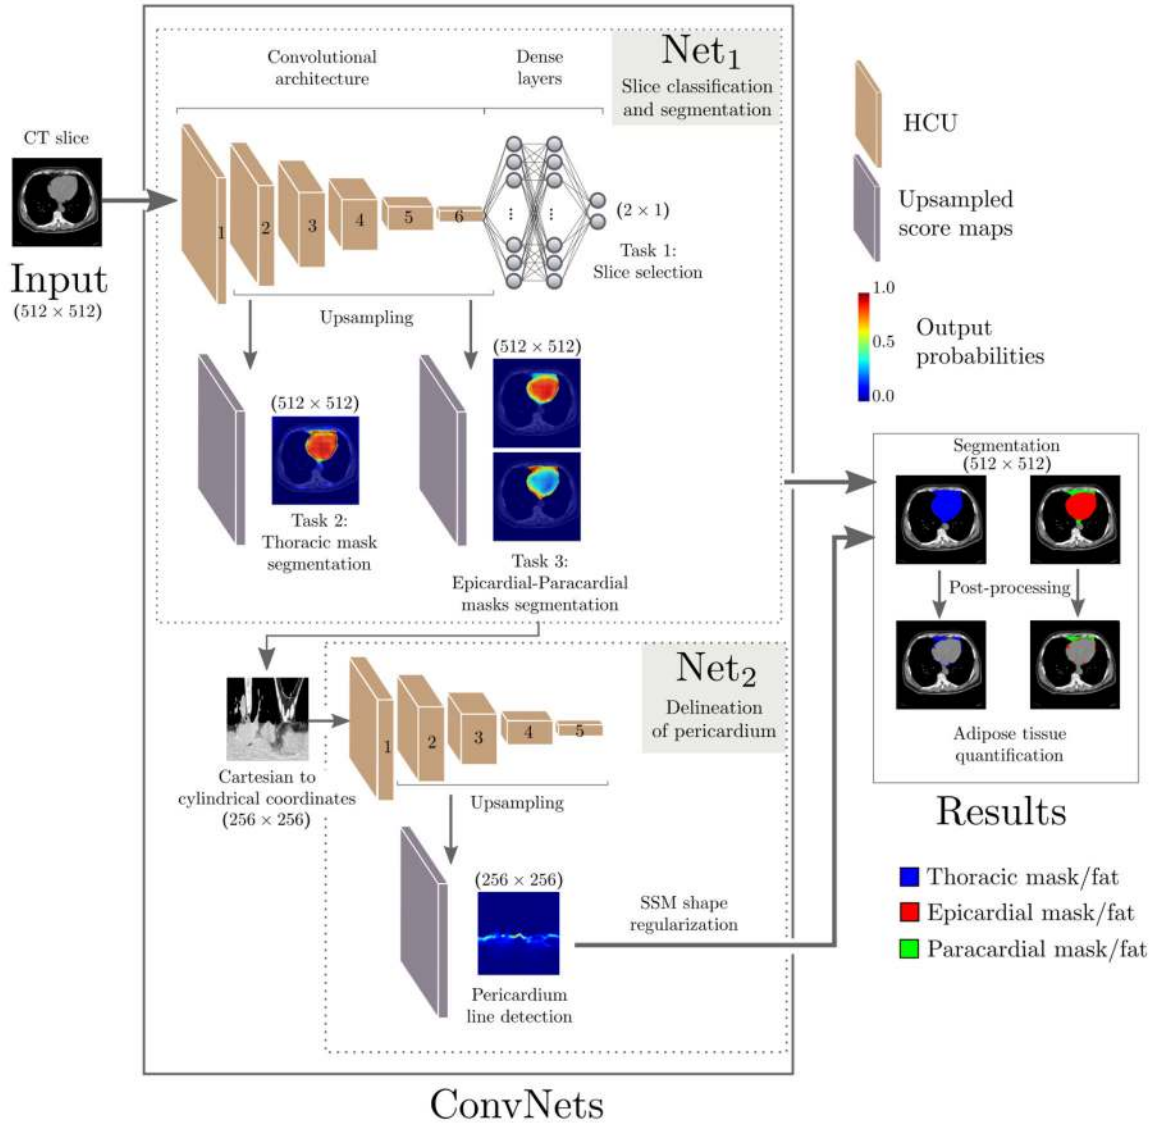 Convolutional
architecture
Dense
layers
Net₁
Slice classification
and segmentation
CT slice
Input
(512 × 512)
1
2
3
4
5
6
(2 × 1)
Task 1:
Slice selection
Upsampling
(512 × 512)
Task 2:
Thoracic mask
segmentation
(512 × 512)
Task 3:
Epicardial-Paracardial
masks segmentation
Net₂
Delineation
of pericardium
Cartesian to
cylindrical coordinates
(256 × 256)
1
2
3
4
5
Upsampling
(256 × 256)
Pericardium
line detection
SSM shape
regularization
ConvNets
HCU
Upsampled
score maps
1.0
0.5
0.0
Output
probabilities
Segmentation
(512 × 512)
Post-processing
Adipose tissue
quantification
Results
Thoracic mask/fat
Epicardial mask/fat
Paracardial mask/fat